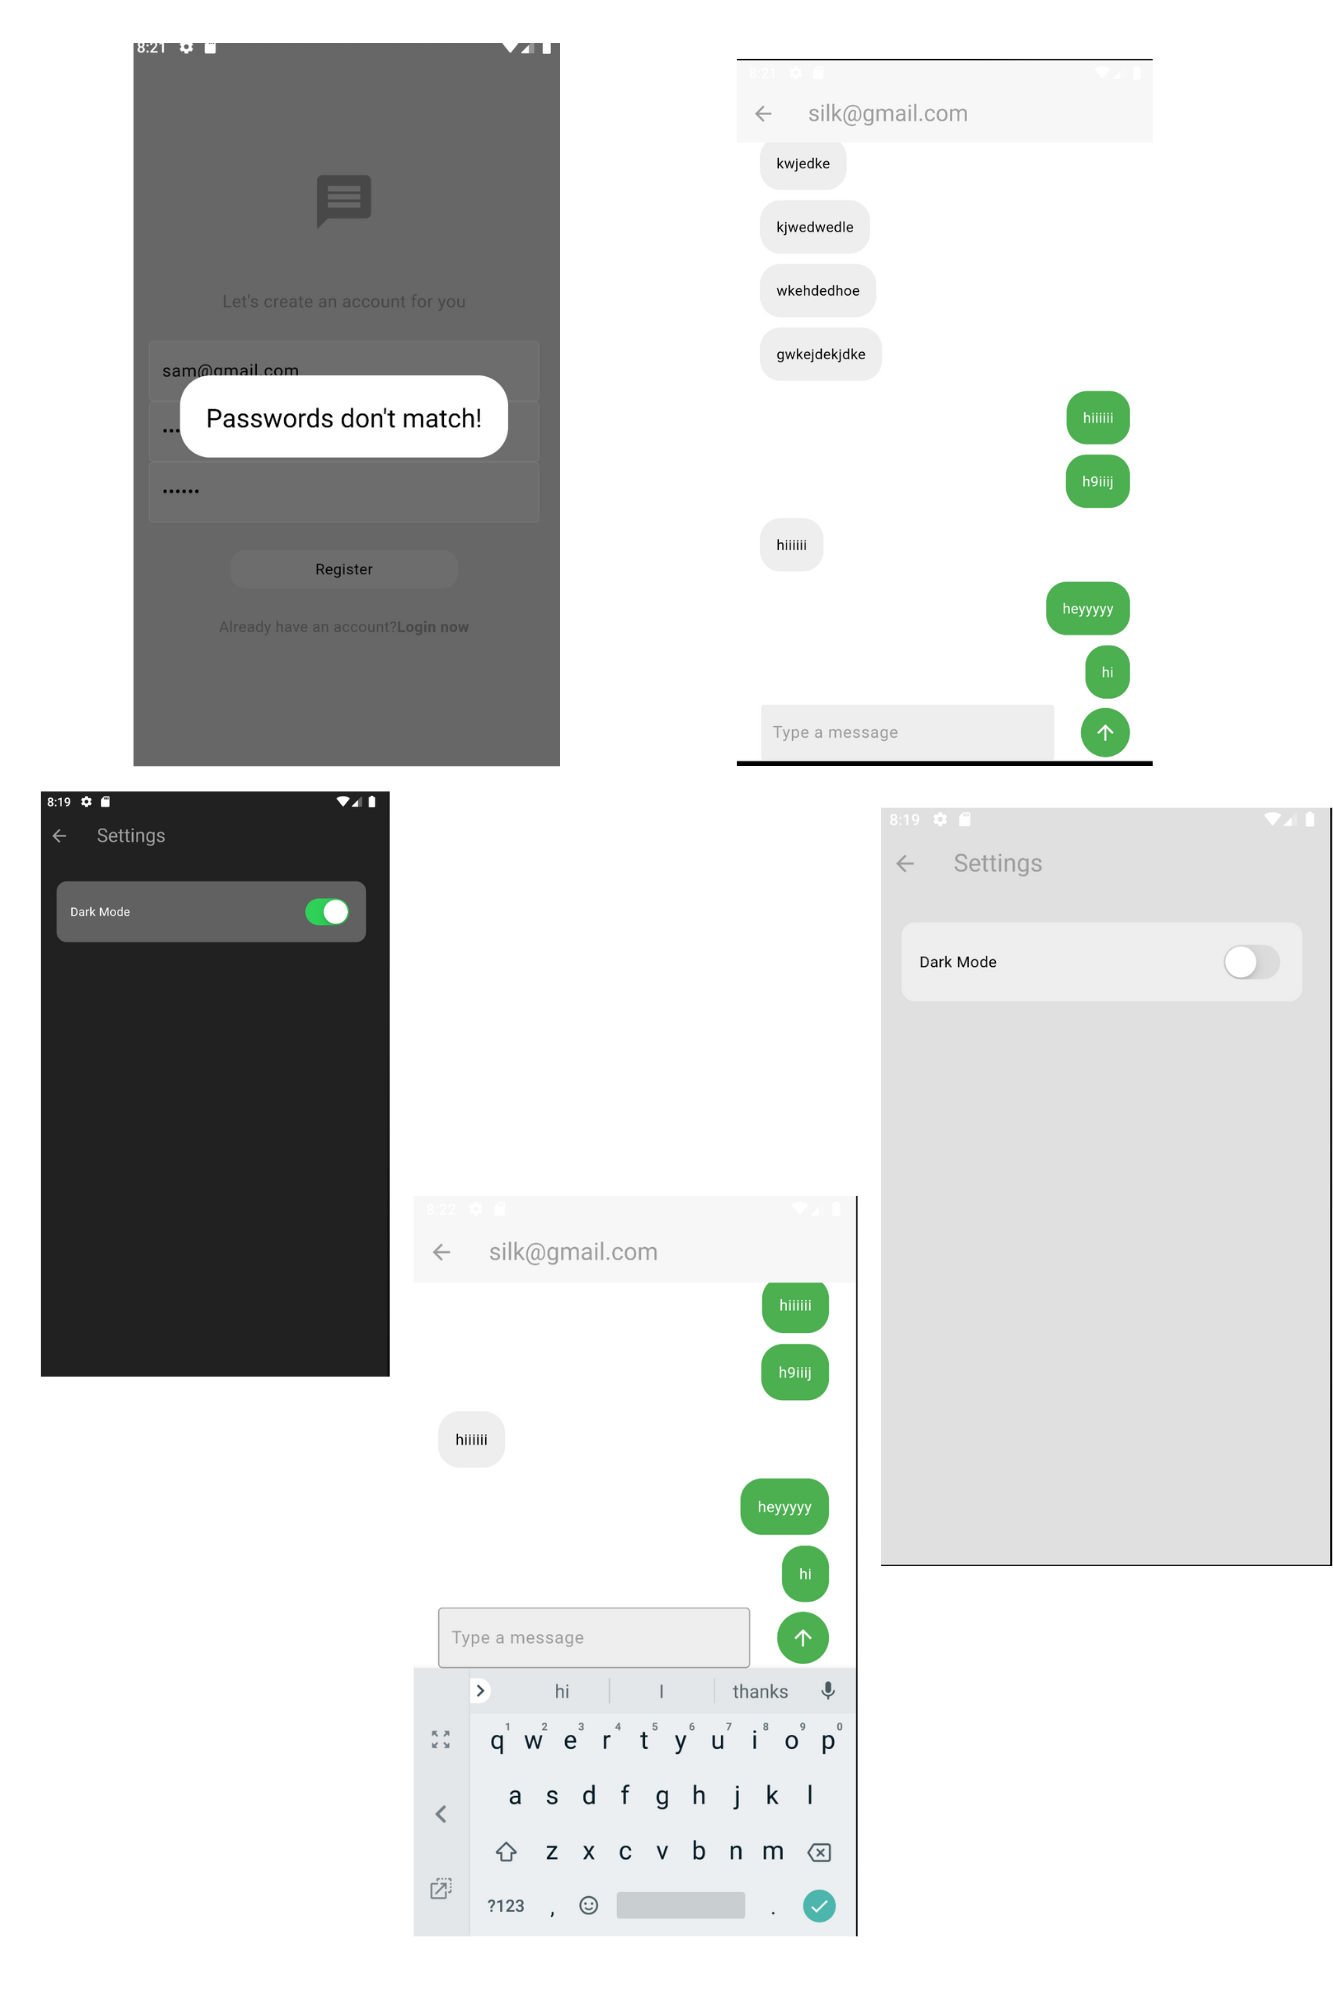 8:21
Let's create an account for you
sam@gmail.com
Passwords don't match!
Register
Already have an account?Login now
8:21
silk@gmail.com
kwjedke
kjwedwedle
wkehdedhoe
gwkejdekjdke
hiiiiii
h9iiij
hiiiiii
heyyyyy
hi
Type a message
8:19
Settings
Dark Mode
8:19
Settings
Dark Mode
8:22
silk@gmail.com
hiiiiii
h9iiij
hiiiiii
heyyyyy
hi
Type a message
hi I thanks
1 2 3 4 5 6 7 8 9 0
q w e r t y u i o p
a s d f g h j k l
z x c v b n m
?123 , .